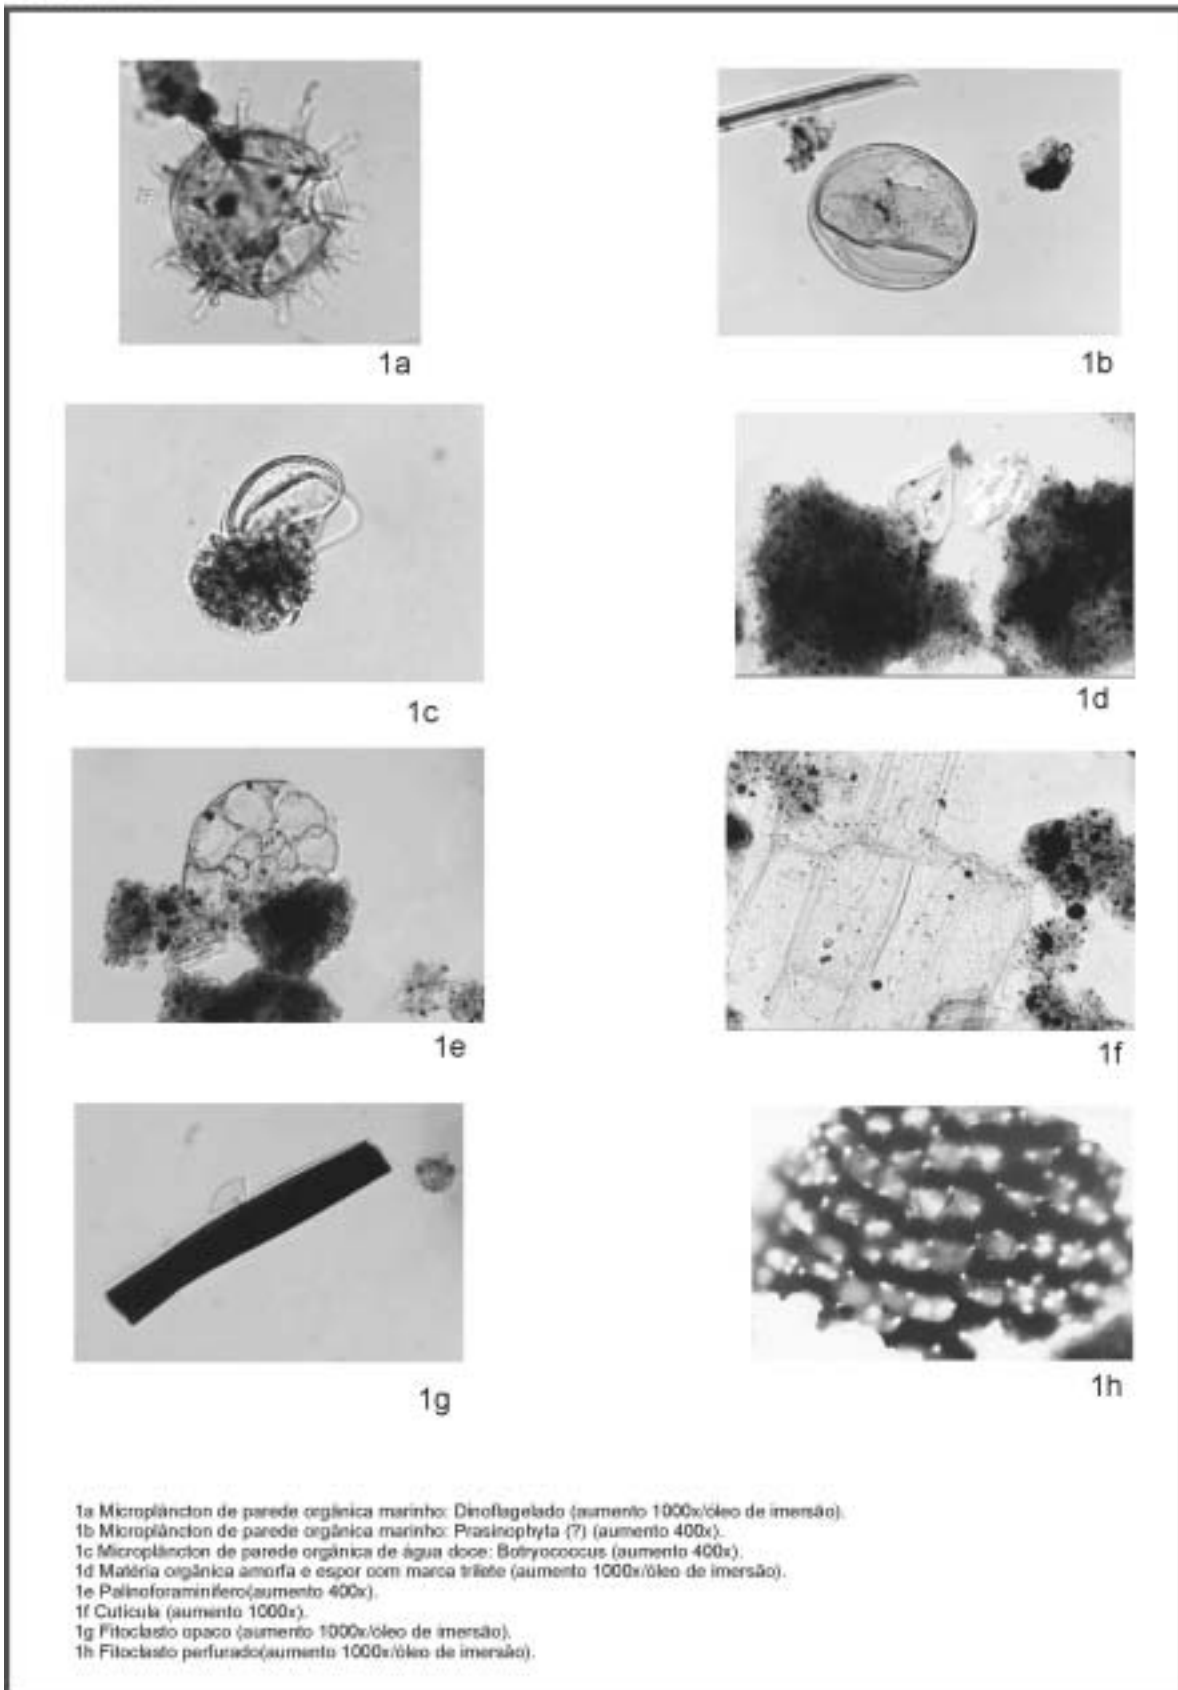 1a
1b
1c
1d
1e
1f
1g
1h
1a Microplâncton de parede orgânica marinho: Dinoflagelado (aumento 1000x/óleo de imersão).
1b Microplâncton de parede orgânica marinho: Prasinophyta (?) (aumento 400x).
1c Microplâncton de parede orgânica de água doce: Botryococcus (aumento 400x).
1d Matéria orgânica amorfa e espor com marca trilete (aumento 1000x/óleo de imersão).
1e Palinoforaminífero(aumento 400x).
1f Cutícula (aumento 1000x).
1g Fitoclasto opaco (aumento 1000x/óleo de imersão).
1h Fitoclasto perfurado(aumento 1000x/óleo de imersão).